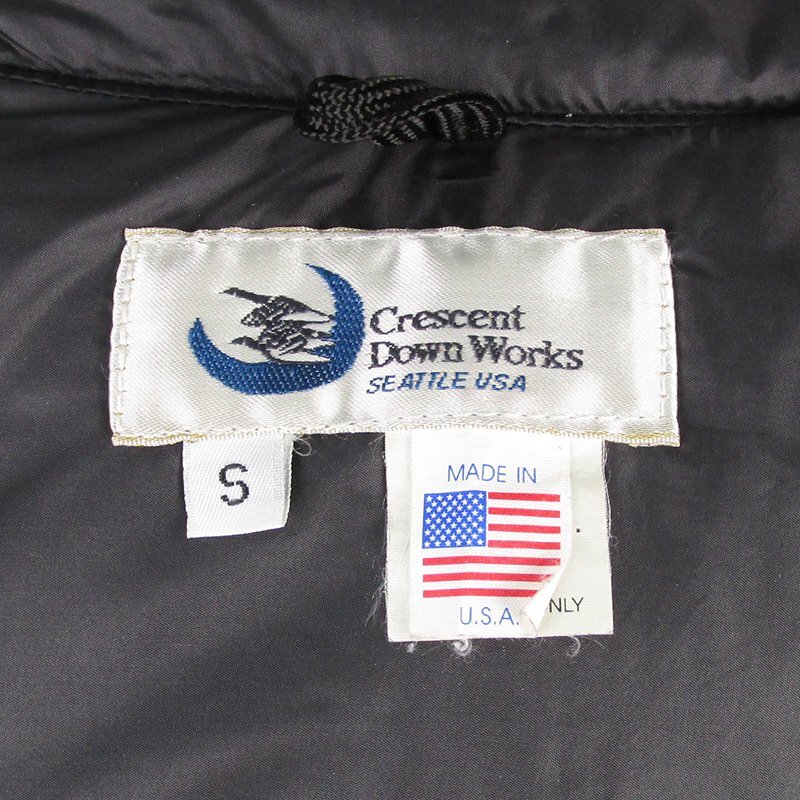 Crescent
Down Works
SEATTLE USA
S
MADE IN
U.S.A.
NLY